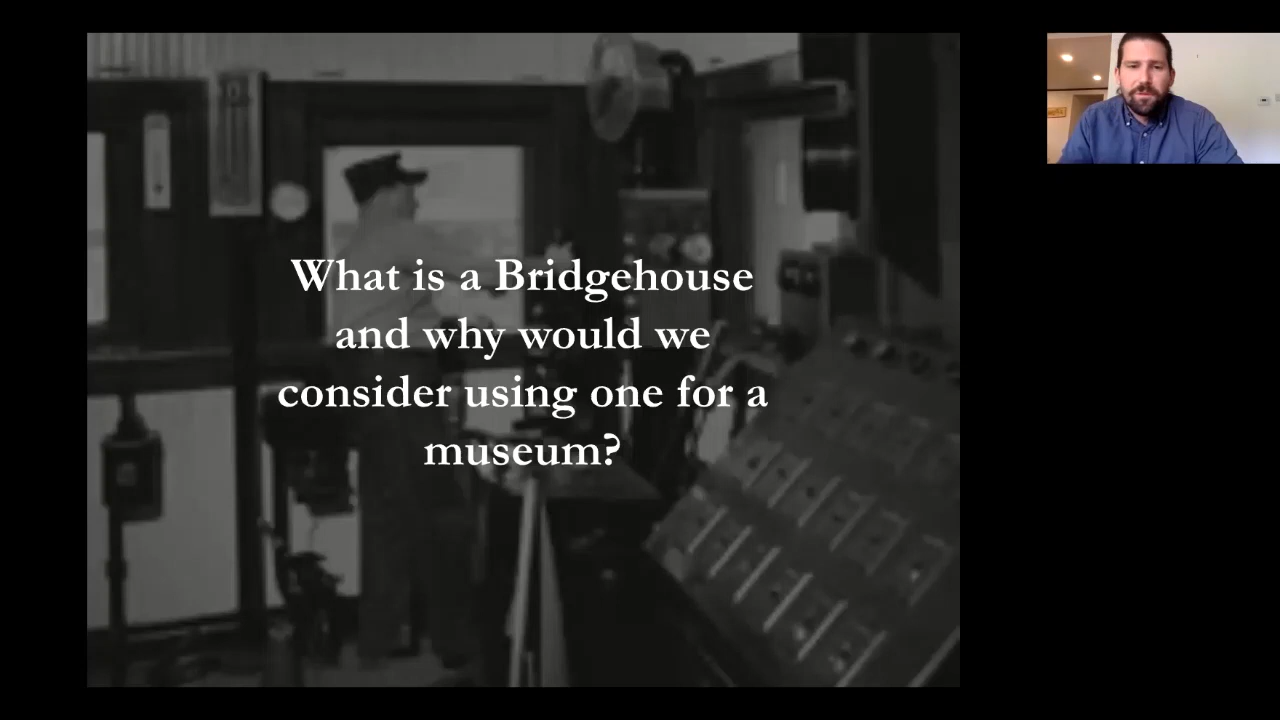 What is a Bridgehouse
and why would we
consider using one for a
museum?